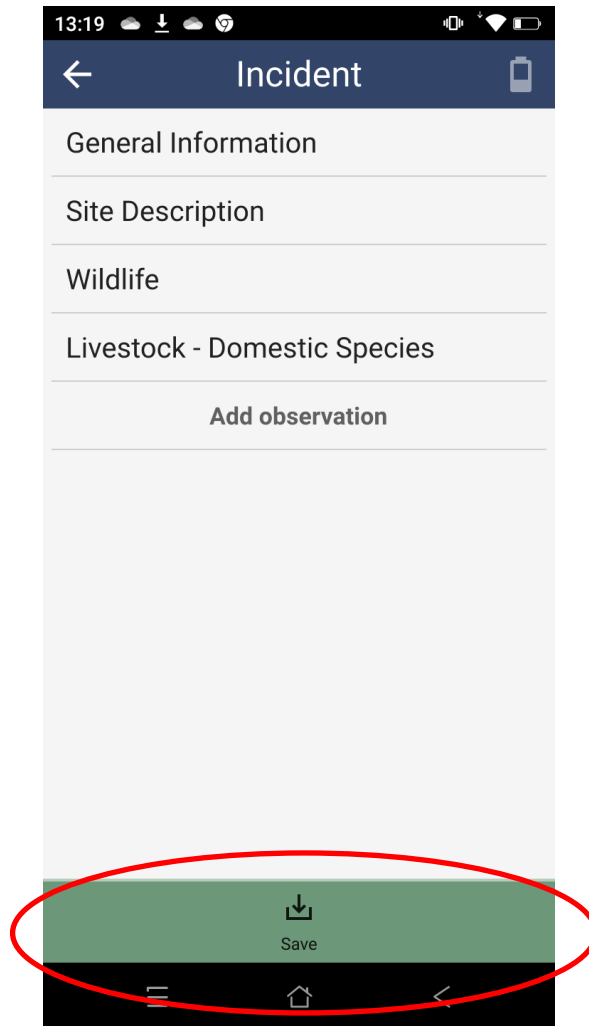 13:19
Incident
General Information
Site Description
Wildlife
Livestock - Domestic Species
Add observation
Save